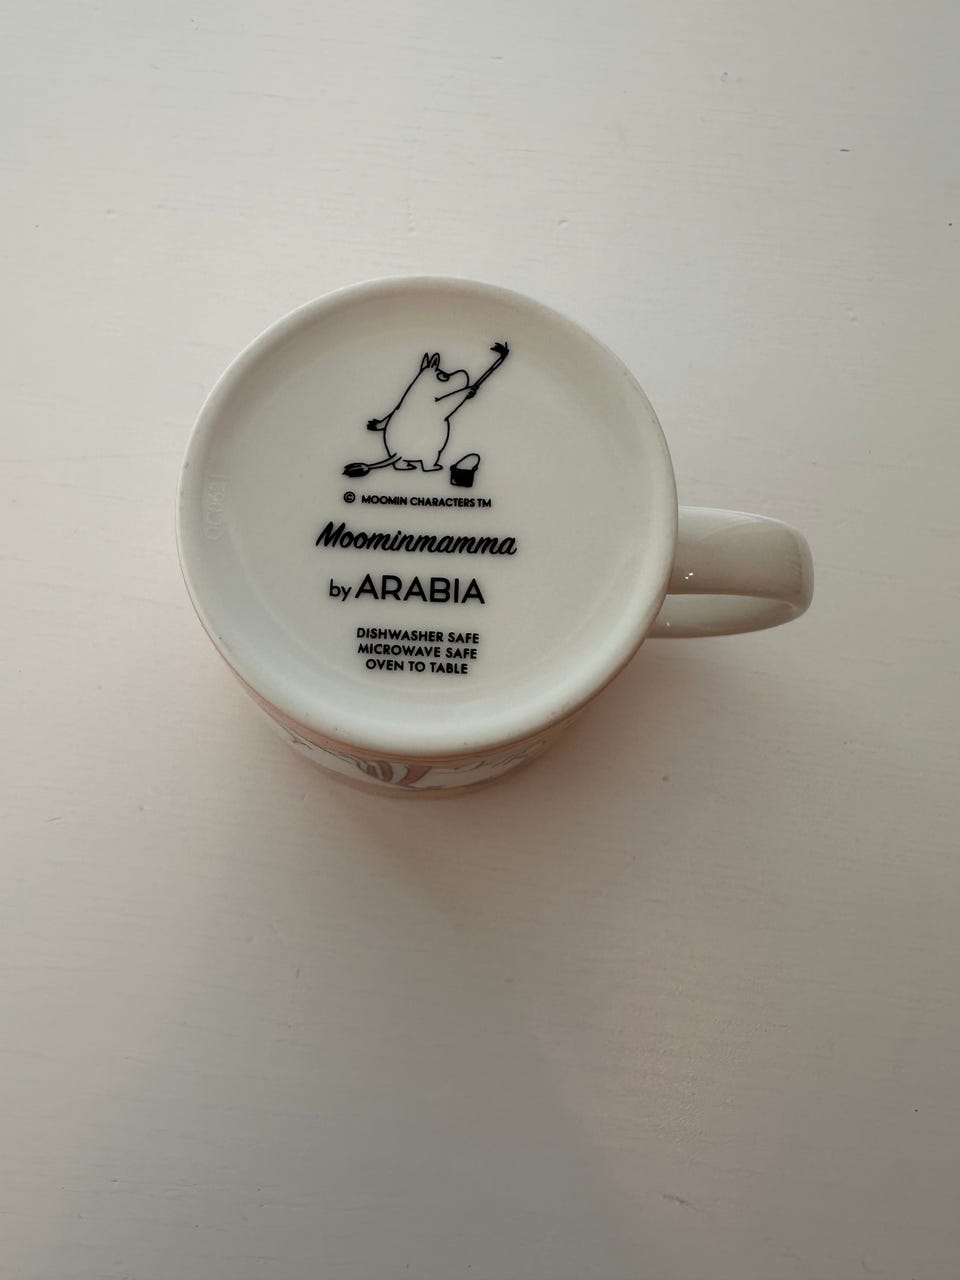 © MOOMIN CHARACTERS TM
Moominmamma
by ARABIA
DISHWASHER SAFE
MICROWAVE SAFE
OVEN TO TABLE